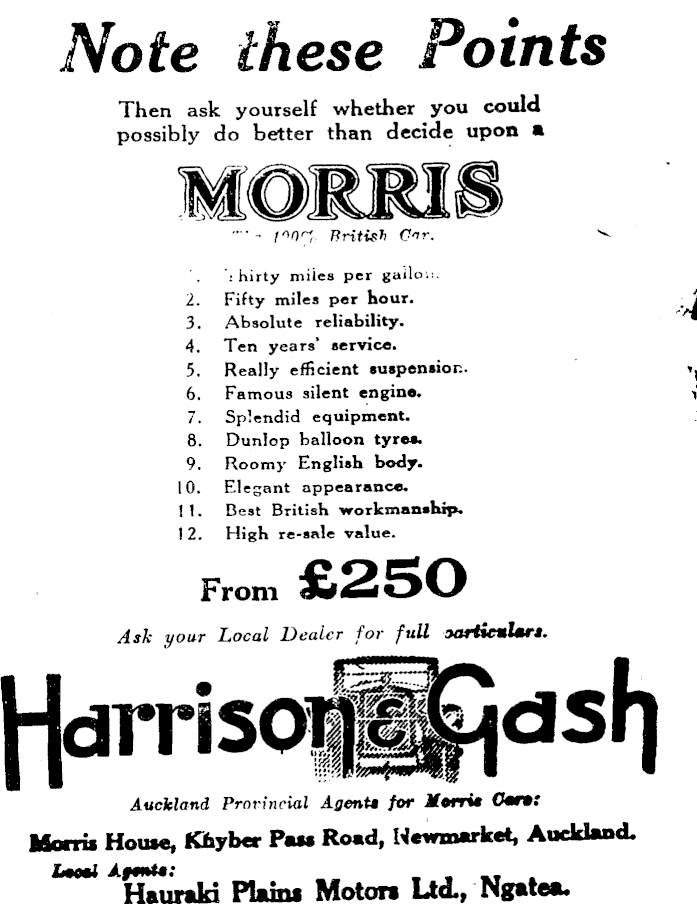 Note these Points
Then ask yourself whether you could
possibly do better than decide upon a
MORRIS
The 100% British Car.
1. Thirty miles per gallon.
2. Fifty miles per hour.
3. Absolute reliability.
4. Ten years' service.
5. Really efficient suspension.
6. Famous silent engine.
7. Splendid equipment.
8. Dunlop balloon tyres.
9. Roomy English body.
10. Elegant appearance.
11. Best British workmanship.
12. High re-sale value.
From £250
Ask your Local Dealer for full particulars.
Harrison & Gash
Auckland Provincial Agents for Morris Cars:
Morris House, Khyber Pass Road, Newmarket, Auckland.
Local Agents:
Hauraki Plains Motors Ltd., Ngatea.